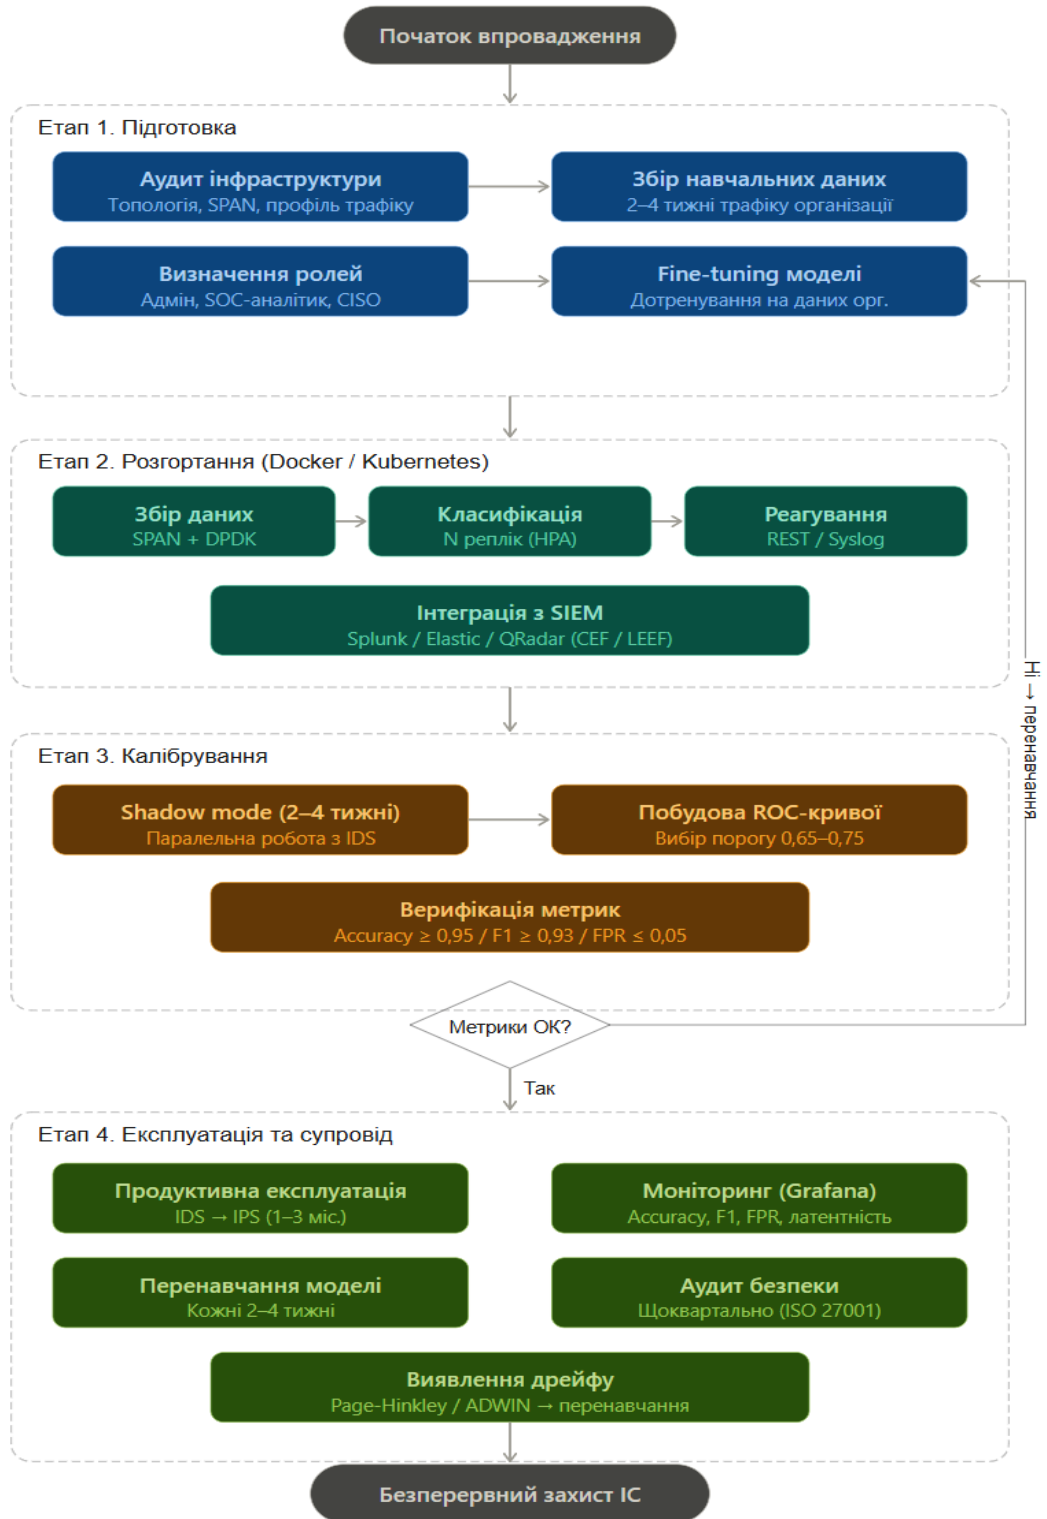 Початок впровадження
Етап 1. Підготовка
Аудит інфраструктури
Топологія, SPAN, профіль трафіку
Збір навчальних даних
2–4 тижні трафіку організації
Визначення ролей
Адмін, SOC-аналітик, CISO
Fine-tuning моделі
Дотренування на даних орг.
Етап 2. Розгортання (Docker / Kubernetes)
Збір даних
SPAN + DPDK
Класифікація
N реплік (HPA)
Реагування
REST / Syslog
Інтеграція з SIEM
Splunk / Elastic / QRadar (CEF / LEEF)
Ні → перенавчання
Етап 3. Калібрування
Shadow mode (2–4 тижні)
Паралельна робота з IDS
Побудова ROC-кривої
Вибір порогу 0,65–0,75
Верифікація метрик
Accuracy ≥ 0,95 / F1 ≥ 0,93 / FPR ≤ 0,05
Метрики ОК?
Так
Етап 4. Експлуатація та супровід
Продуктивна експлуатація
IDS → IPS (1–3 міс.)
Моніторинг (Grafana)
Accuracy, F1, FPR, латентність
Перенавчання моделі
Кожні 2–4 тижні
Аудит безпеки
Щоквартально (ISO 27001)
Виявлення дрейфу
Page-Hinkley / ADWIN → перенавчання
Безперервний захист ІС